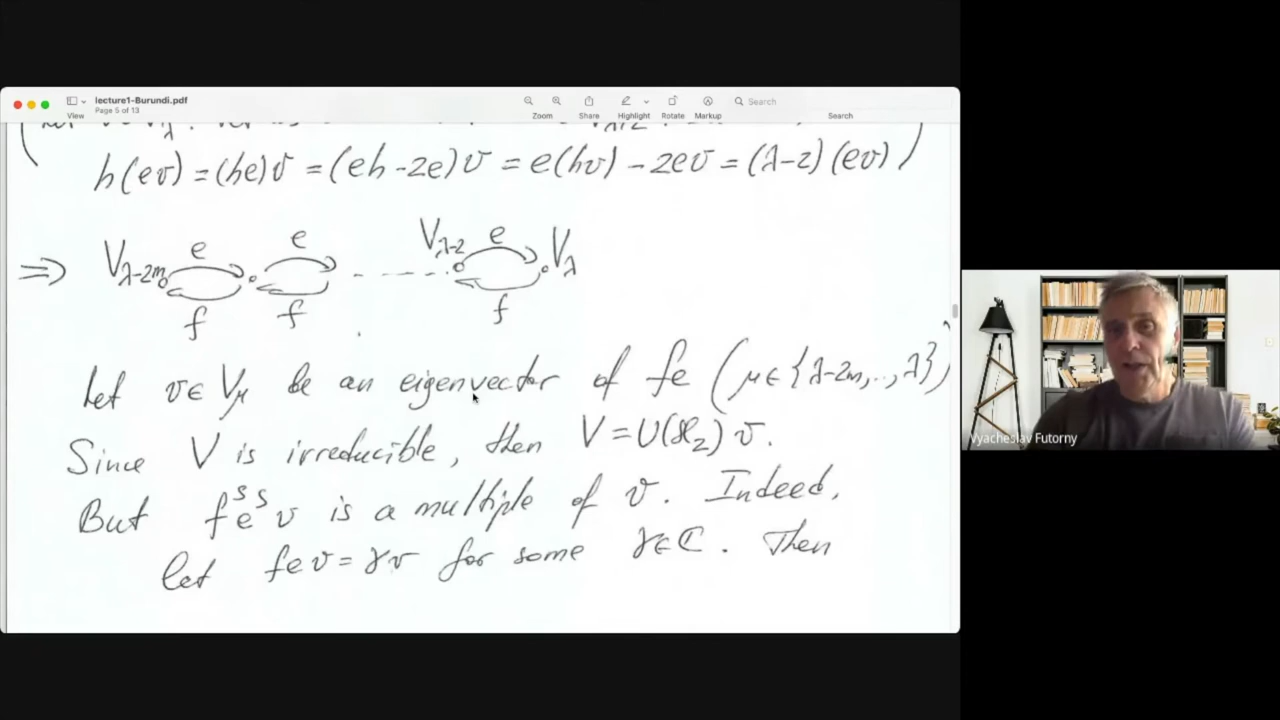 lecture1-Burundi.pdf
Page 5 of 13
View
Zoom
Share
Highlight
Rotate
Markup
Search
Search
h(ev) = (he)v = (eh - 2e)v = e(hv) - 2ev = (λ-2)(ev) )
⇒ V_{λ-2m} e e V_{λ-2} e V_λ
f f f
Let v ∈ V_μ be an eigenvector of fe (μ ∈ {λ-2m,..,λ})
Since V is irreducible, then V = U(sl_2) v.
But f^s e^s v is a multiple of v. Indeed,
let fev = γv for some γ ∈ ℂ. Then
Vyacheslav Futorny